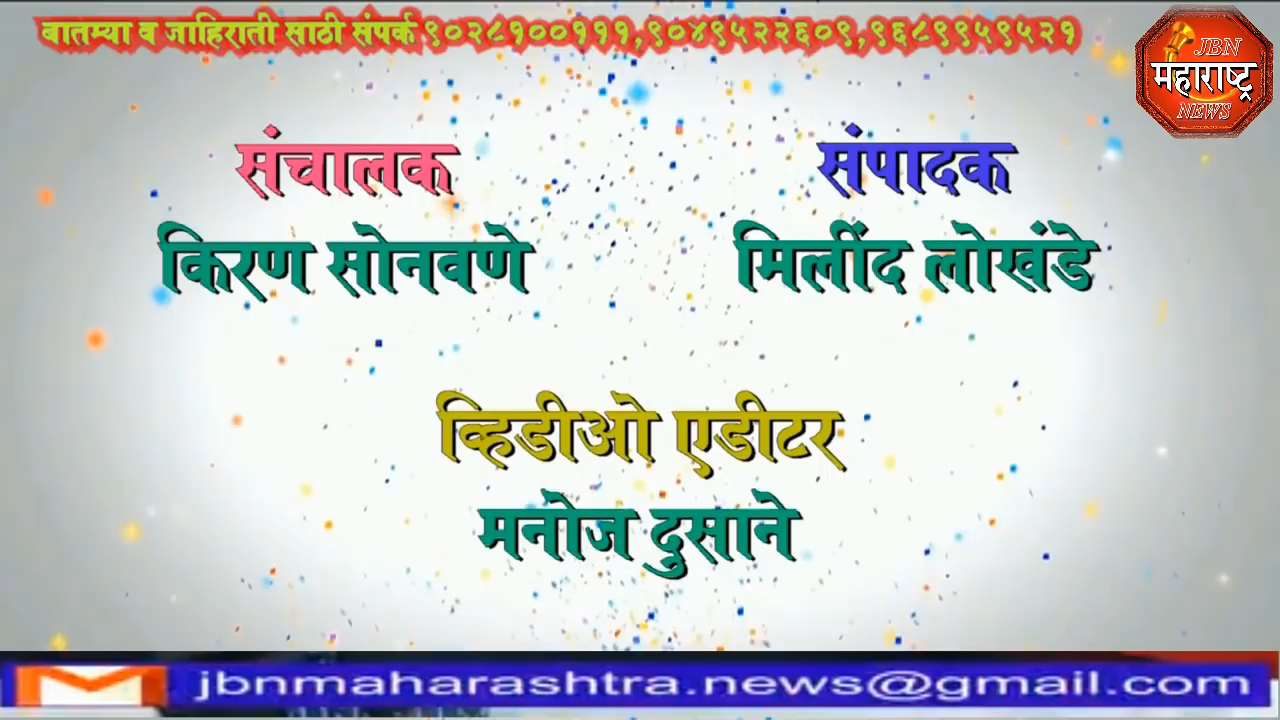 बातम्या व जाहिराती साठी संपर्क ९०२८१००१११,९०४९५२२६०९,९६८९९५९५२१
JBN
महाराष्ट्र
NEWS
संचालक
संपादक
किरण सोनवणे
मिलींद लोखंडे
व्हिडीओ एडीटर
मनोज दुसाने
jbnmaharashtra.news@gmail.com